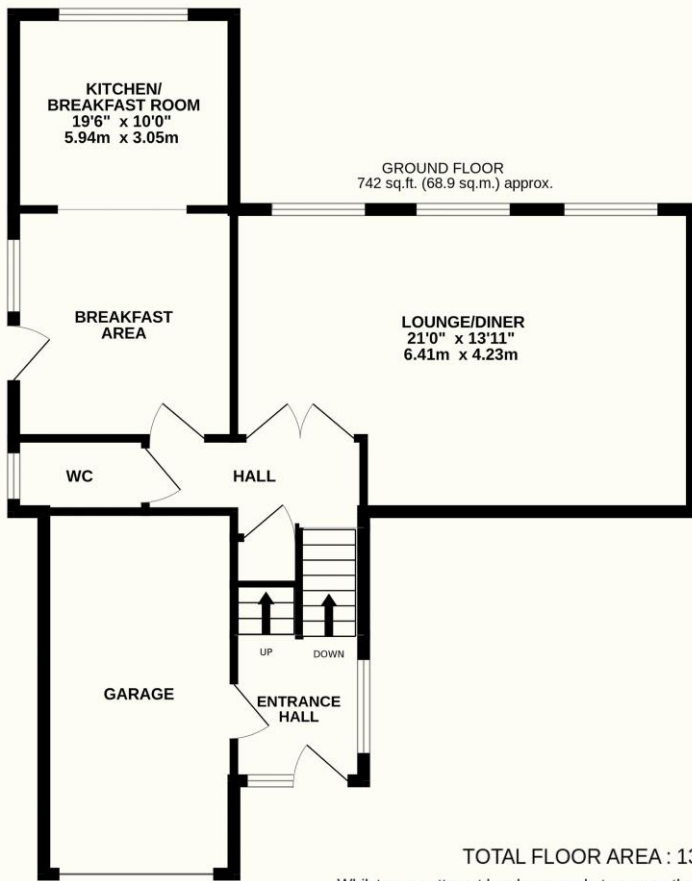 KITCHEN/
BREAKFAST ROOM
19'6" x 10'0"
5.94m x 3.05m
GROUND FLOOR
742 sq.ft. (68.9 sq.m.) approx.
BREAKFAST
AREA
LOUNGE/DINER
21'0" x 13'11"
6.41m x 4.23m
WC
HALL
UP
DOWN
GARAGE
ENTRANCE
HALL
TOTAL FLOOR AREA : 13